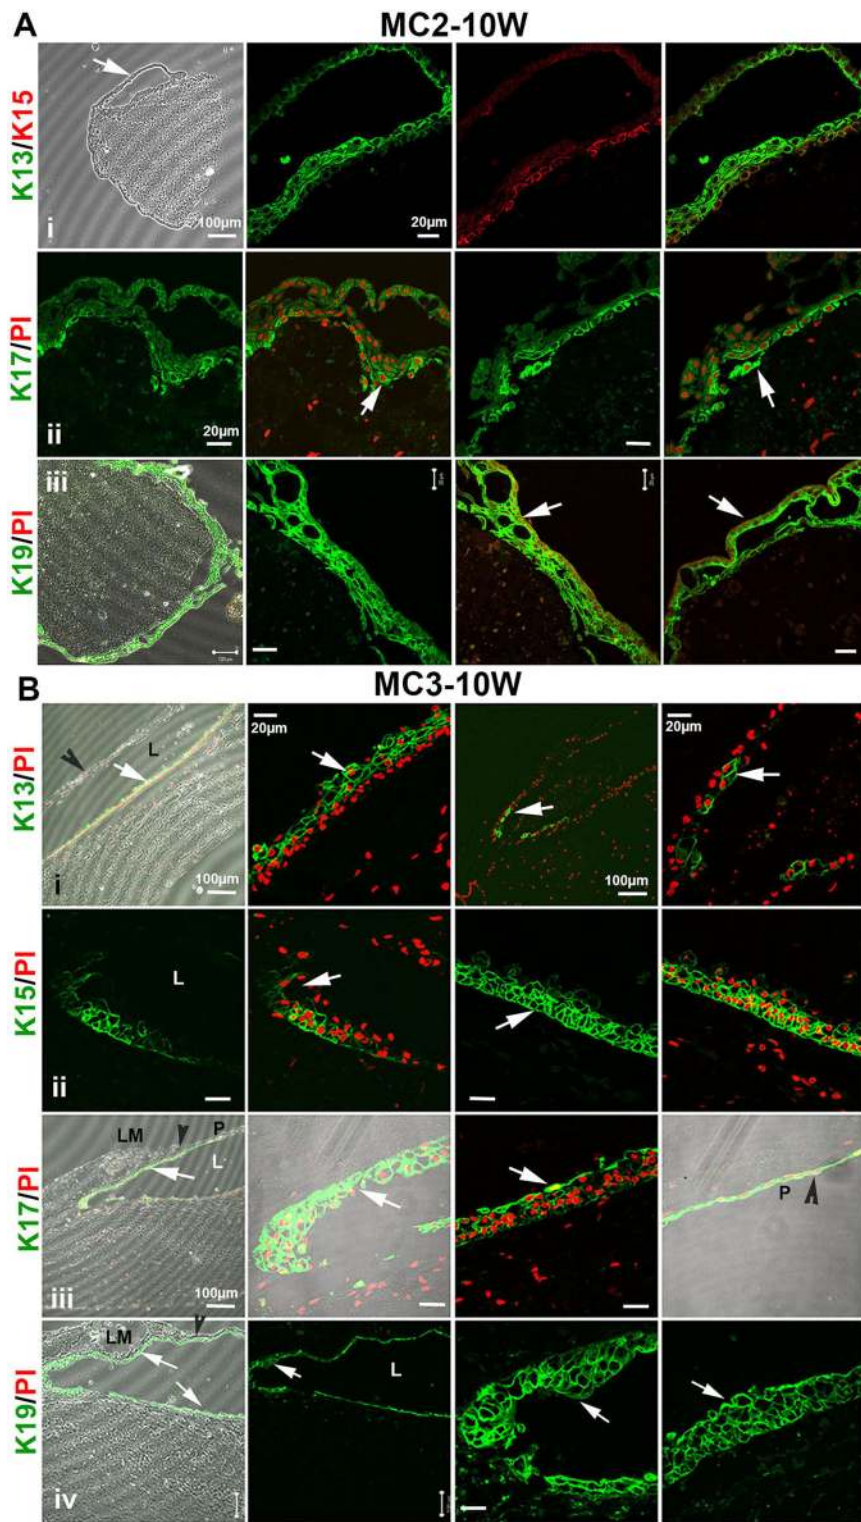 A MC2-10W
K13/K15
i
100µm
20µm
K17/PI
ii
20µm
K19/PI
iii
B MC3-10W
K13/PI
L
i
100µm
20µm
100µm
20µm
K15/PI
L
ii
K17/PI
LM
P
L
iii
100µm
P
K19/PI
LM
L
iv